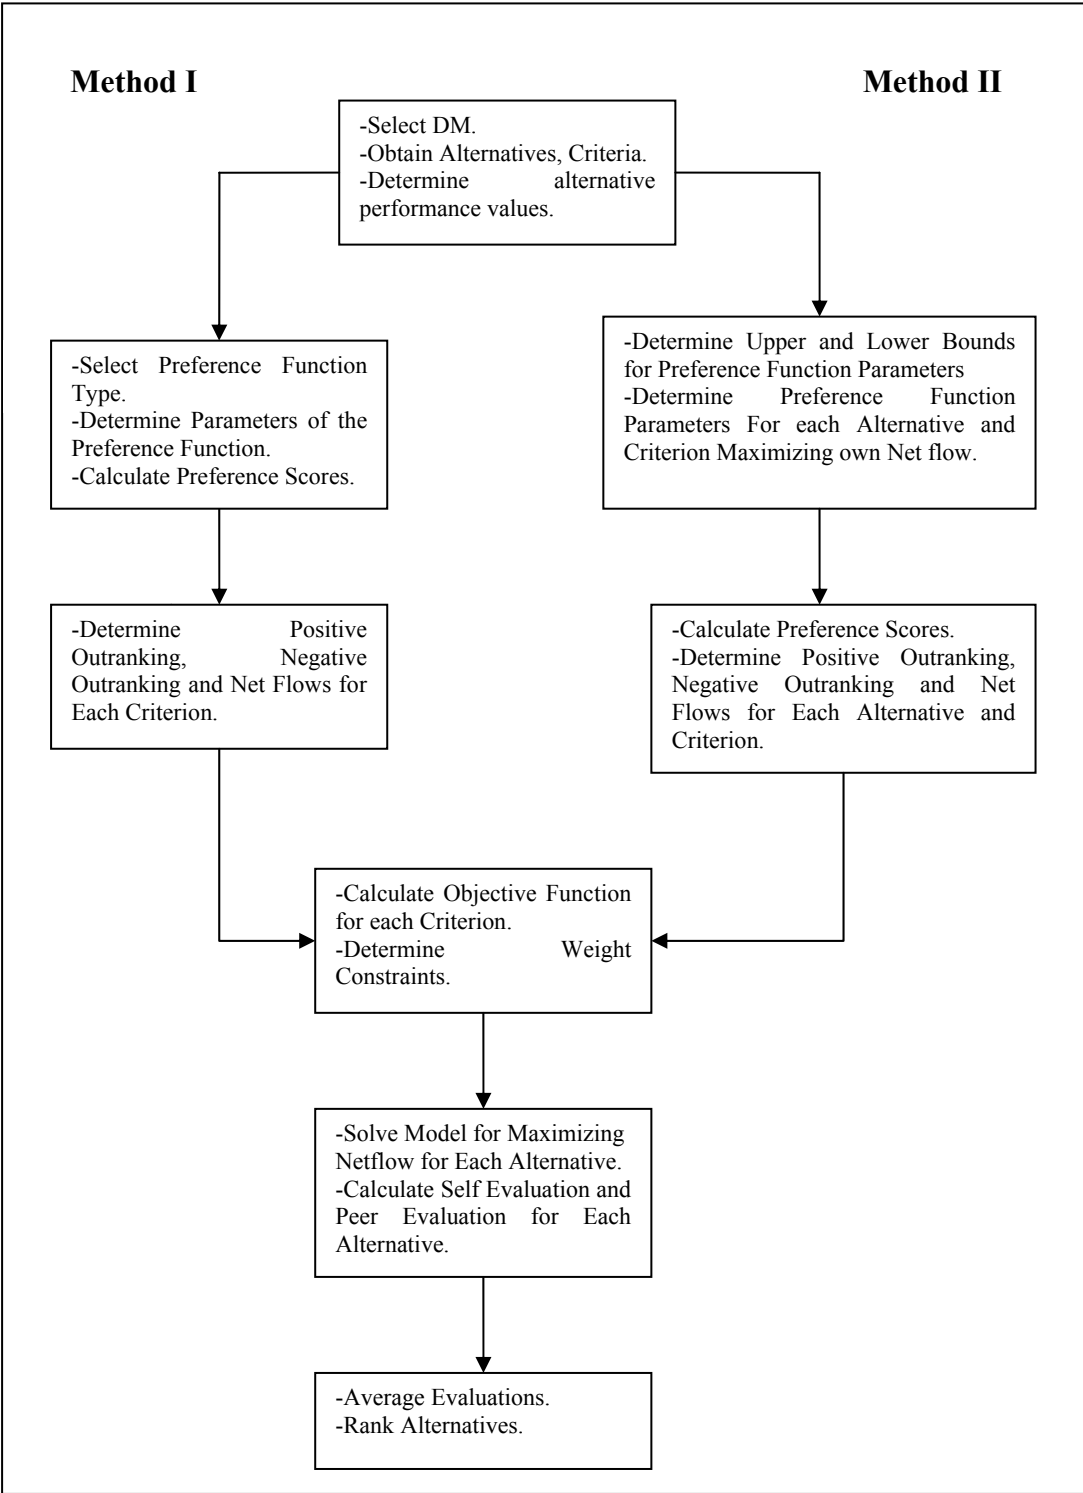 Method I
Method II
-Select DM.
-Obtain Alternatives, Criteria.
-Determine alternative
performance values.
-Select Preference Function
Type.
-Determine Parameters of the
Preference Function.
-Calculate Preference Scores.
-Determine Upper and Lower Bounds
for Preference Function Parameters
-Determine Preference Function
Parameters For each Alternative and
Criterion Maximizing own Net flow.
-Determine Positive
Outranking, Negative
Outranking and Net Flows for
Each Criterion.
-Calculate Preference Scores.
-Determine Positive Outranking,
Negative Outranking and Net
Flows for Each Alternative and
Criterion.
-Calculate Objective Function
for each Criterion.
-Determine Weight
Constraints.
-Solve Model for Maximizing
Netflow for Each Alternative.
-Calculate Self Evaluation and
Peer Evaluation for Each
Alternative.
-Average Evaluations.
-Rank Alternatives.